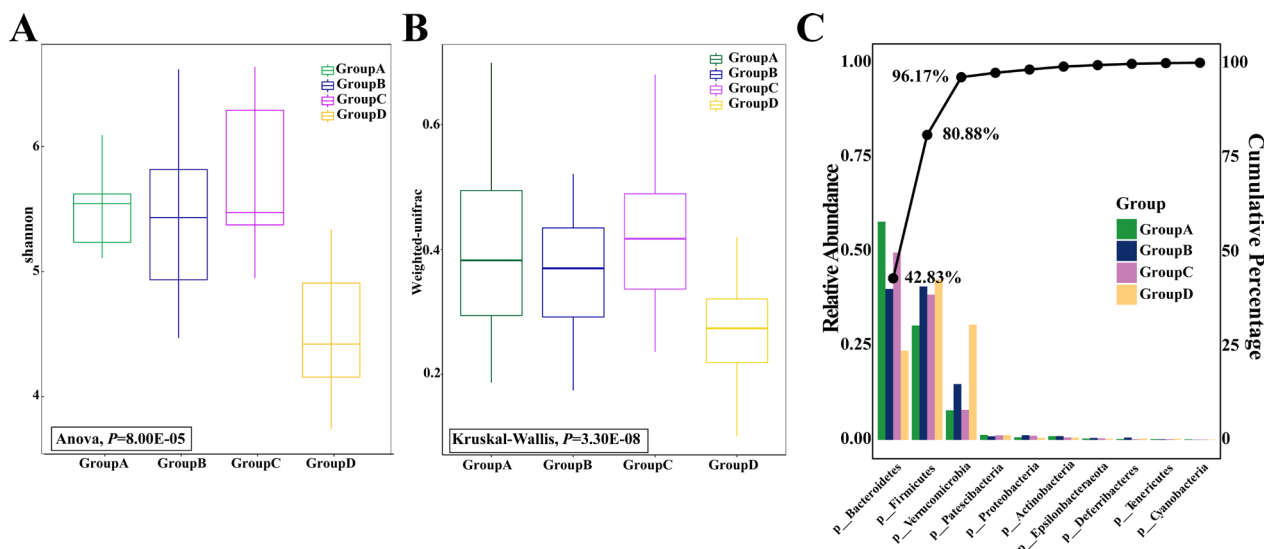 A
GroupA
GroupB
GroupC
GroupD
shannon
6
5
4
Anova, P=8.00E-05
GroupA
GroupB
GroupC
GroupD
B
GroupA
GroupB
GroupC
GroupD
Weighted-unifrac
0.6
0.4
0.2
Kruskal-Wallis, P=3.30E-08
GroupA
GroupB
GroupC
GroupD
C
Relative Abundance
1.00
0.75
0.50
0.25
0.00
96.17%
80.88%
42.83%
Group
GroupA
GroupB
GroupC
GroupD
100
75
50
25
0
Cumulative Percentage
p__Bacteroidetes
p__Firmicutes
p__Verrucomicrobia
p__Patescibacteria
p__Proteobacteria
p__Actinobacteria
p__Epsilonbacteraeota
p__Deferribacteres
p__Tenericutes
p__Cyanobacteria